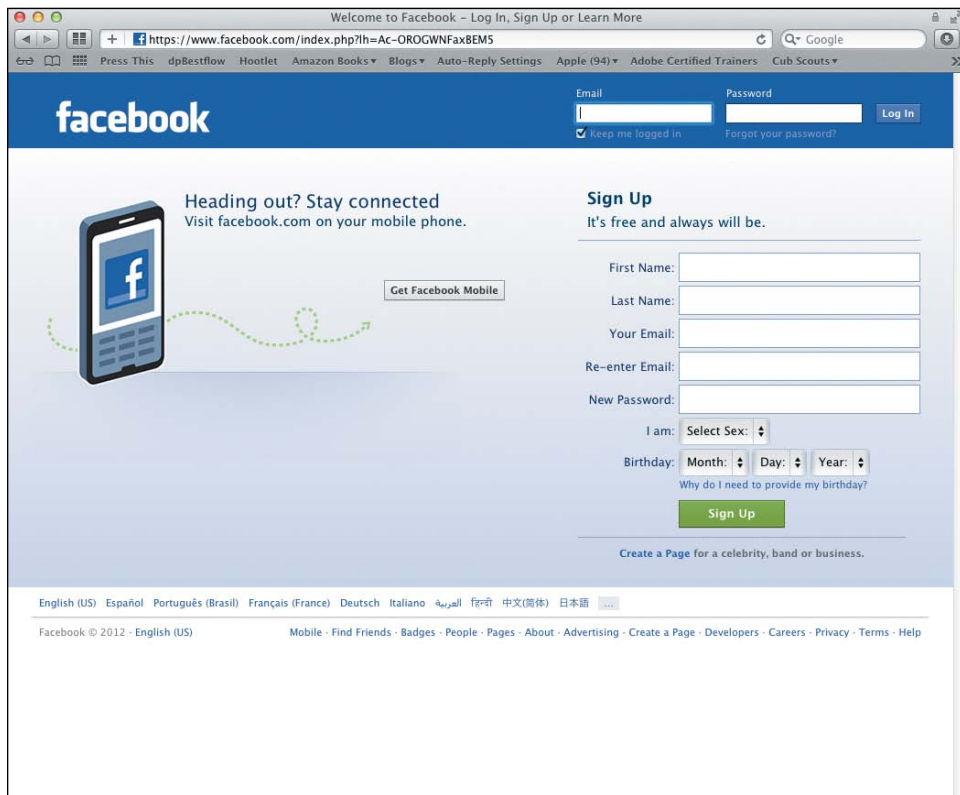 Welcome to Facebook – Log In, Sign Up or Learn More
https://www.facebook.com/index.php?lh=Ac-OROGWNFaxBEM5
Google
Press This dpBestflow Hootlet Amazon Books Blogs Auto-Reply Settings Apple (94) Adobe Certified Trainers Cub Scouts
facebook
Email Password
Log In
Keep me logged in Forgot your password?
Heading out? Stay connected
Visit facebook.com on your mobile phone.
f
Get Facebook Mobile
Sign Up
It's free and always will be.
First Name:
Last Name:
Your Email:
Re-enter Email:
New Password:
I am: Select Sex:
Birthday: Month: Day: Year:
Why do I need to provide my birthday?
Sign Up
Create a Page for a celebrity, band or business.
English (US) Español Português (Brasil) Français (France) Deutsch Italiano العربية हिन्दी 中文(简体) 日本語 ...
Facebook © 2012 · English (US) Mobile · Find Friends · Badges · People · Pages · About · Advertising · Create a Page · Developers · Careers · Privacy · Terms · Help